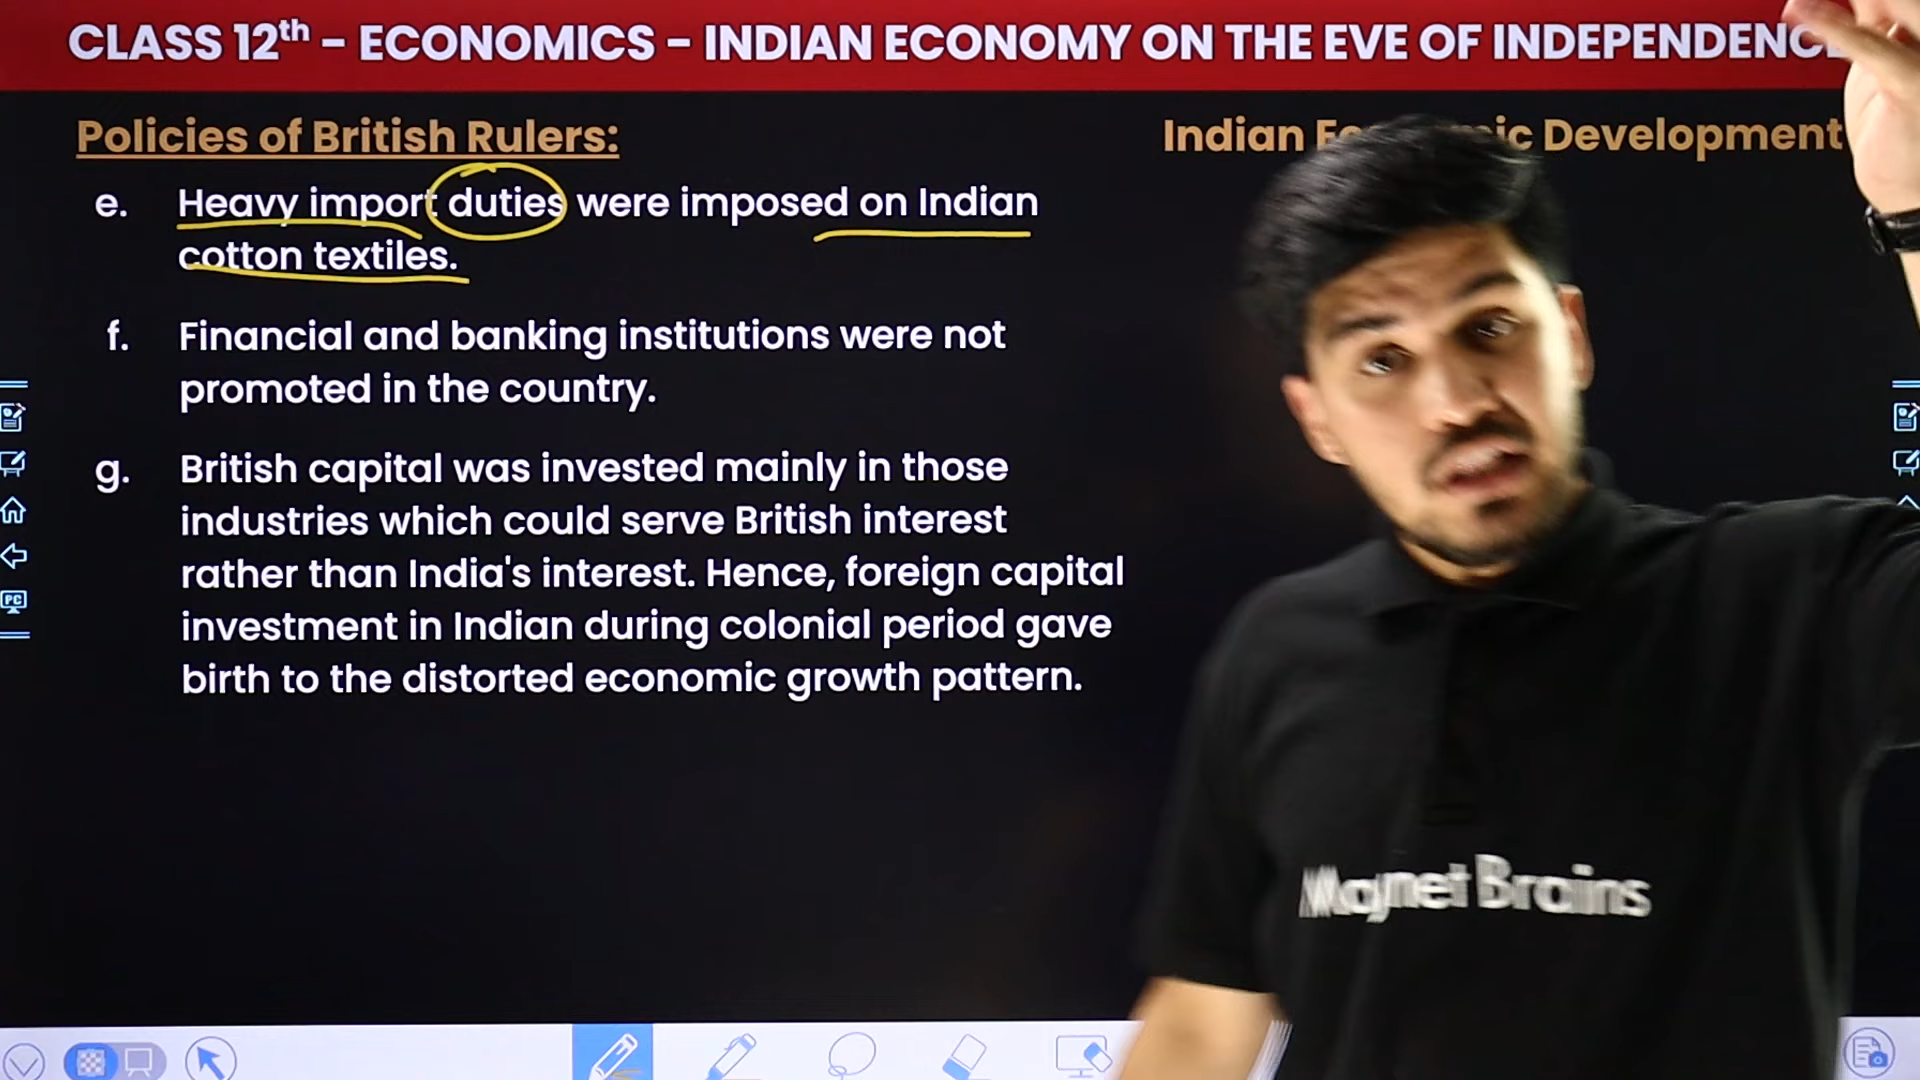 CLASS 12th - ECONOMICS - INDIAN ECONOMY ON THE EVE OF INDEPENDENCE
Policies of British Rulers:
Indian Development
e. Heavy import duties were imposed on Indian
cotton textiles.
f. Financial and banking institutions were not
promoted in the country.
g. British capital was invested mainly in those
industries which could serve British interest
rather than India's interest. Hence, foreign capital
investment in Indian during colonial period gave
birth to the distorted economic growth pattern.
Magnet Brains
PC